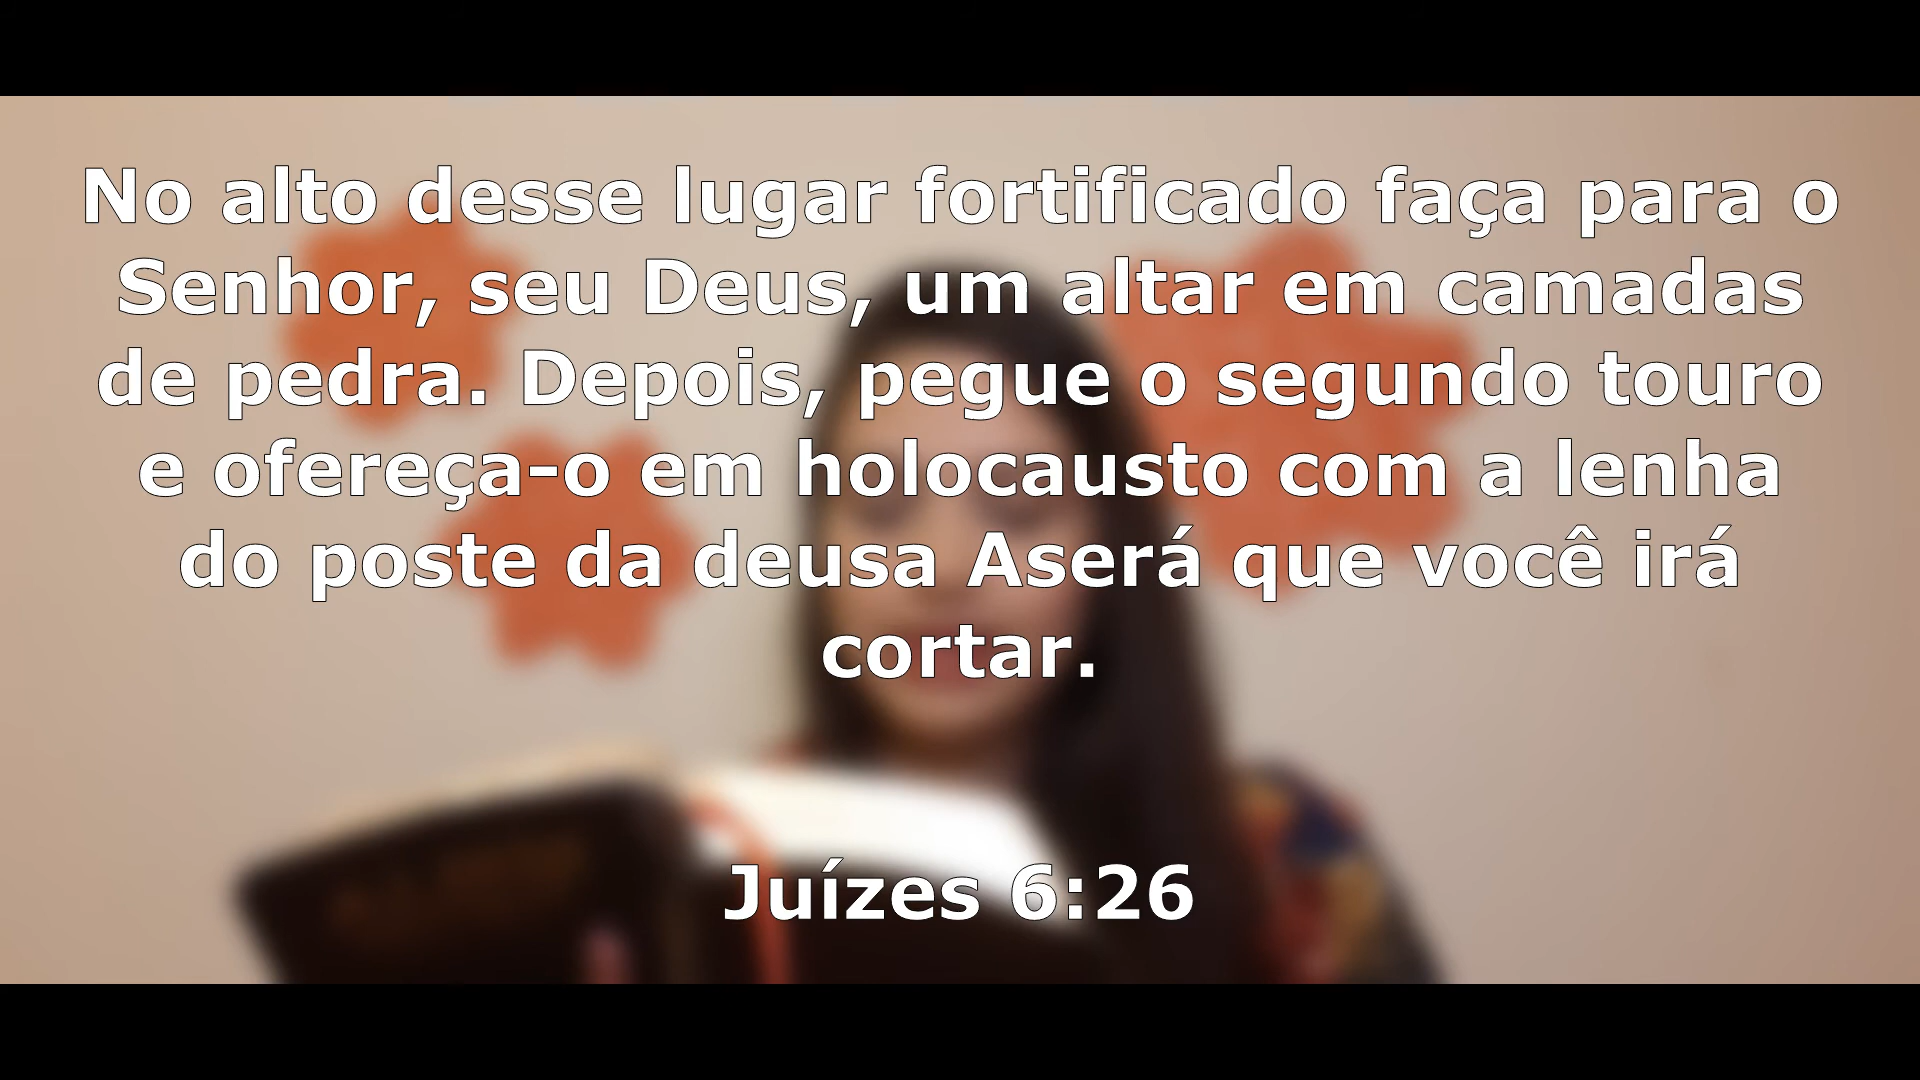 No alto desse lugar fortificado faça para o
Senhor, seu Deus, um altar em camadas
de pedra. Depois, pegue o segundo touro
e ofereça-o em holocausto com a lenha
do poste da deusa Aserá que você irá
cortar.
Juízes 6:26